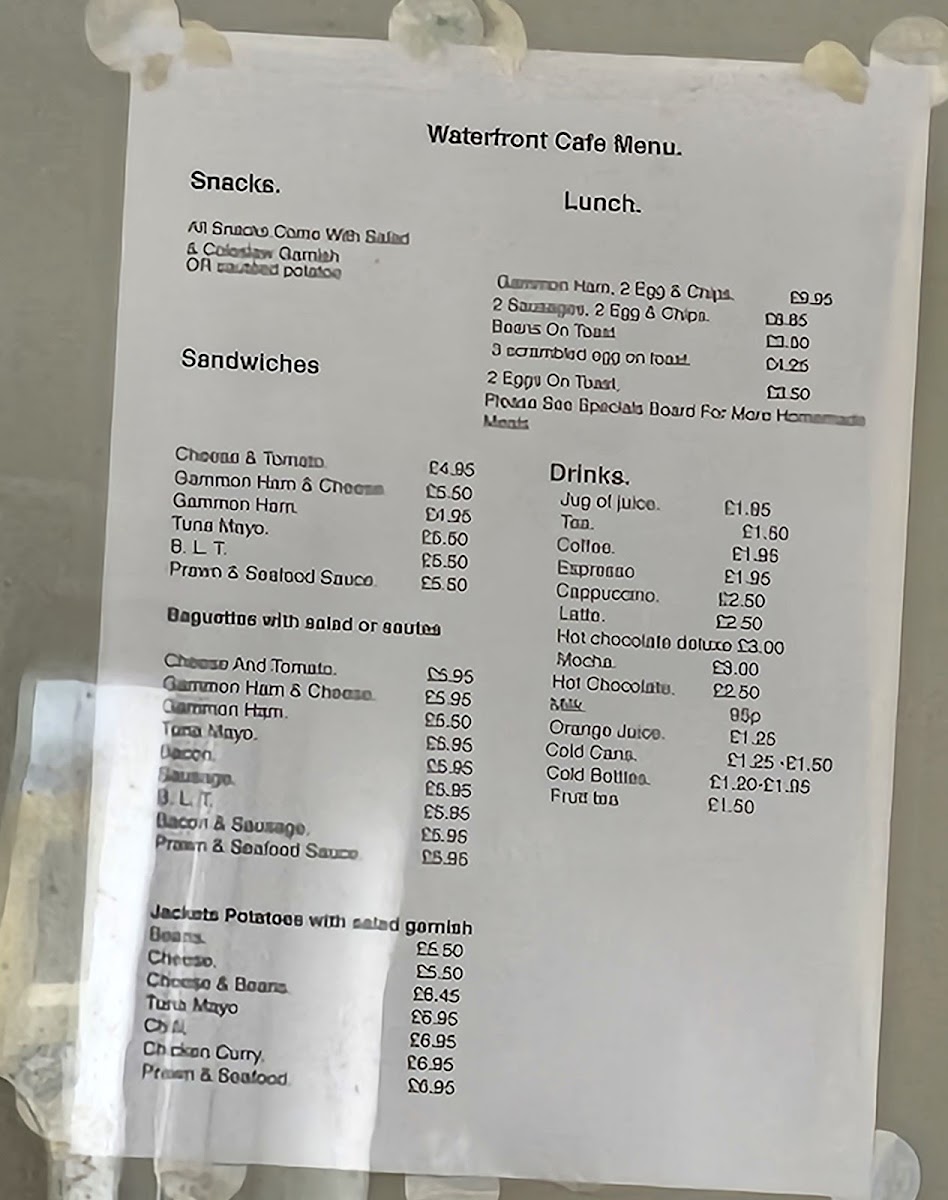 Waterfront Cafe Menu.
Snacks.
All Snacks Come With Salad
& Coleslaw Garnish
OR sauteed potatoe
Sandwiches
Cheese & Tomato. £4.95
Gammon Ham & Cheese £5.50
Gammon Ham.
Tuna Mayo. £5.50
B. L. T. £5.50
Prawn & Seafood Sauce. £5.50
Baguettes with salad or sautes
Cheese And Tomato. £5.95
Gammon Ham & Cheese. £5.95
Gammon Ham. £5.50
Tuna Mayo. £5.95
Bacon. £5.95
Sausage. £5.95
B. L. T. £5.95
Bacon & Sausage. £5.95
Prawn & Seafood Sauce. £5.95
Jackets Potatoes with salad garnish
Beans. £5.50
Cheese. £5.50
Cheese & Beans. £6.45
Tuna Mayo
Chilli. £6.95
Chicken Curry. £6.95
Prawn & Seafood. £6.95
Lunch.
Gammon Ham, 2 Egg & Chips. £9.95
2 Sausages, 2 Egg & Chips.
Beans On Toast
3 scrambled egg on toast.
2 Eggs On Toast.
Please See Specials Board For More Homemade
Meals
Drinks.
Jug of juice. £1.95
Tea. £1.60
Coffee. £1.95
Espresso £1.95
Cappuccino. £2.50
Latte. £2.50
Hot chocolate deluxe £3.00
Mocha. £3.00
Hot Chocolate. £2.50
Milk. 95p
Orange Juice. £1.25
Cold Cans. £1.25 -£1.50
Cold Bottles. £1.20-£1.95
Fruit tea £1.50